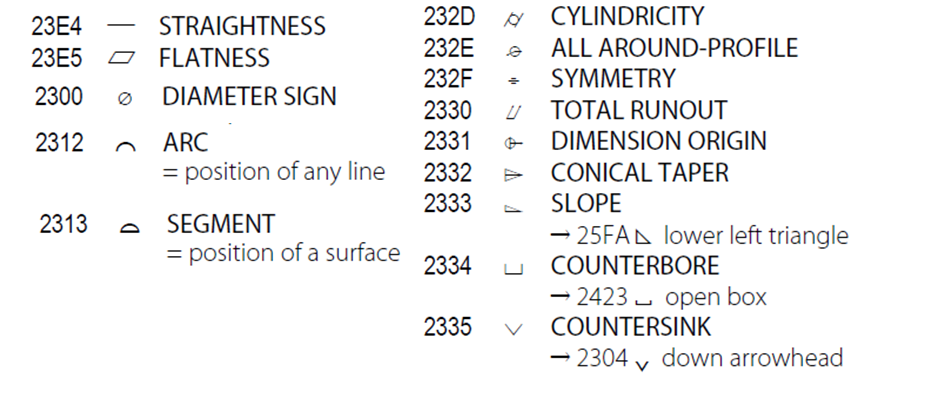 23E4 ⏤ STRAIGHTNESS
23E5 ⏥ FLATNESS
2300 ⌀ DIAMETER SIGN
2312 ⌒ ARC
= position of any line
2313 ⌓ SEGMENT
= position of a surface
232D ⌭ CYLINDRICITY
232E ⌮ ALL AROUND-PROFILE
232F ⌯ SYMMETRY
2330 ⌰ TOTAL RUNOUT
2331 ⌱ DIMENSION ORIGIN
2332 ⌲ CONICAL TAPER
2333 ⌳ SLOPE
→ 25FA ◺ lower left triangle
2334 ⌴ COUNTERBORE
→ 2423 ␣ open box
2335 ⌵ COUNTERSINK
→ 2304 ⌄ down arrowhead